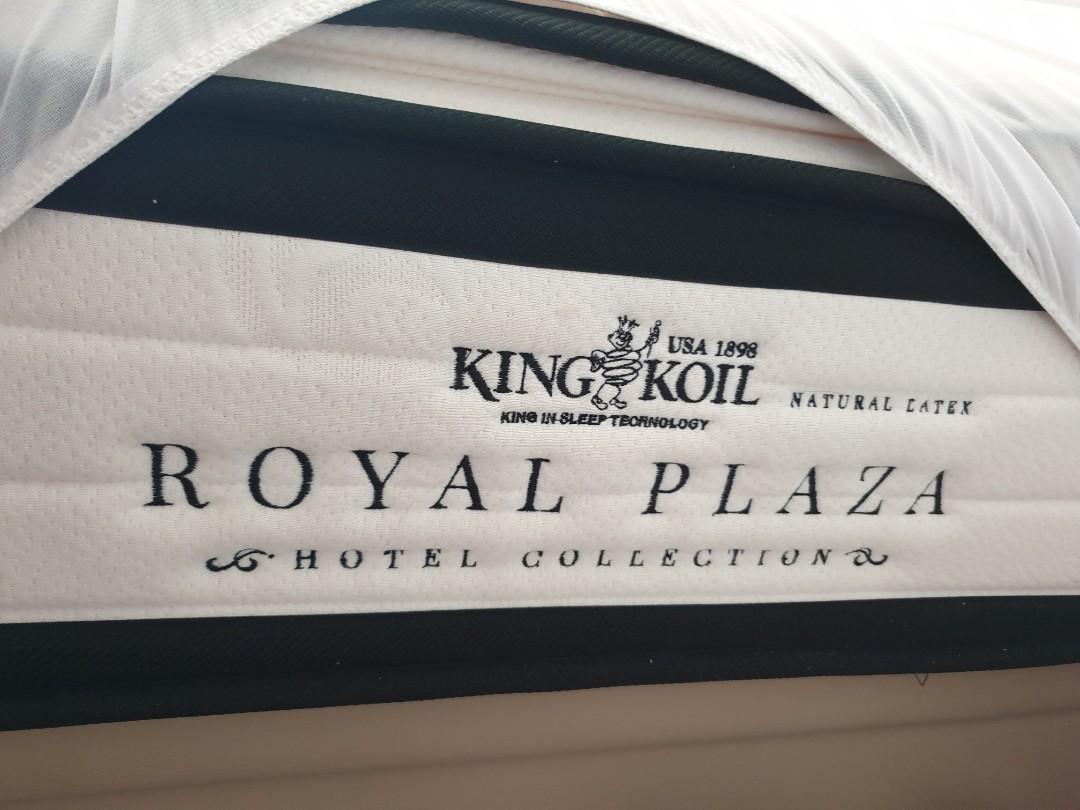 USA 1898
KING KOIL
NATURAL LATEX
KING IN SLEEP TECHNOLOGY
ROYAL PLAZA
HOTEL COLLECTION